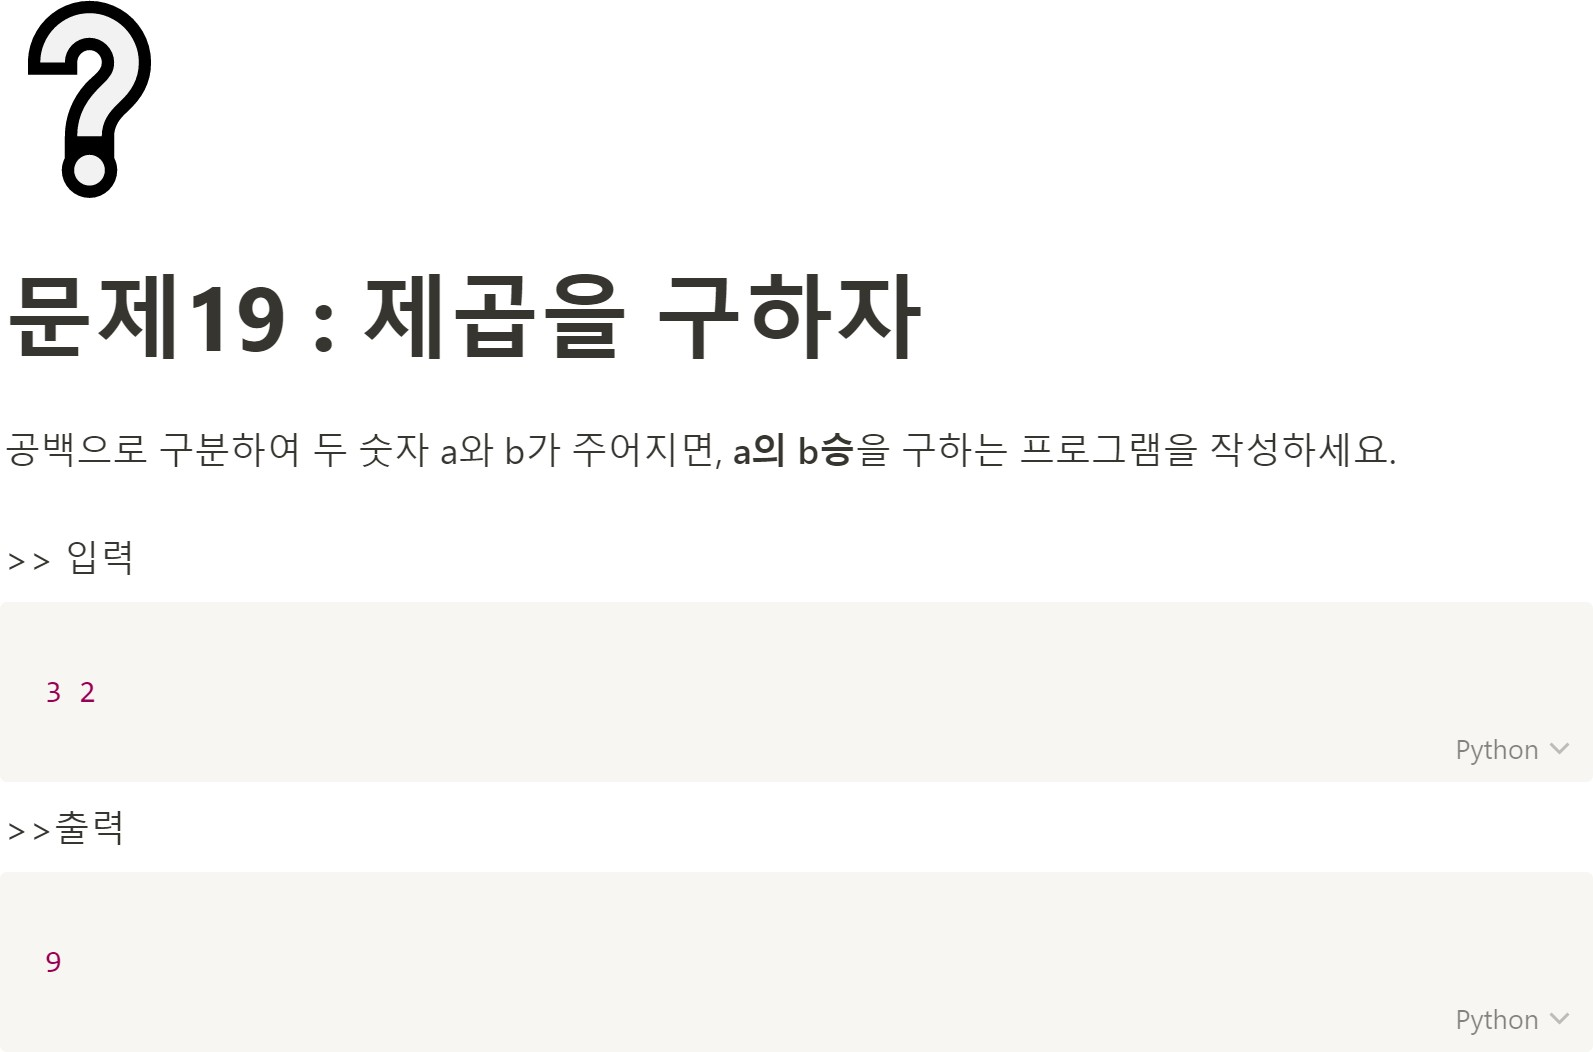 문제19 : 제곱을 구하자
공백으로 구분하여 두 숫자 a와 b가 주어지면, a의 b승을 구하는 프로그램을 작성하세요.
>> 입력
3 2
Python
>>출력
9
Python